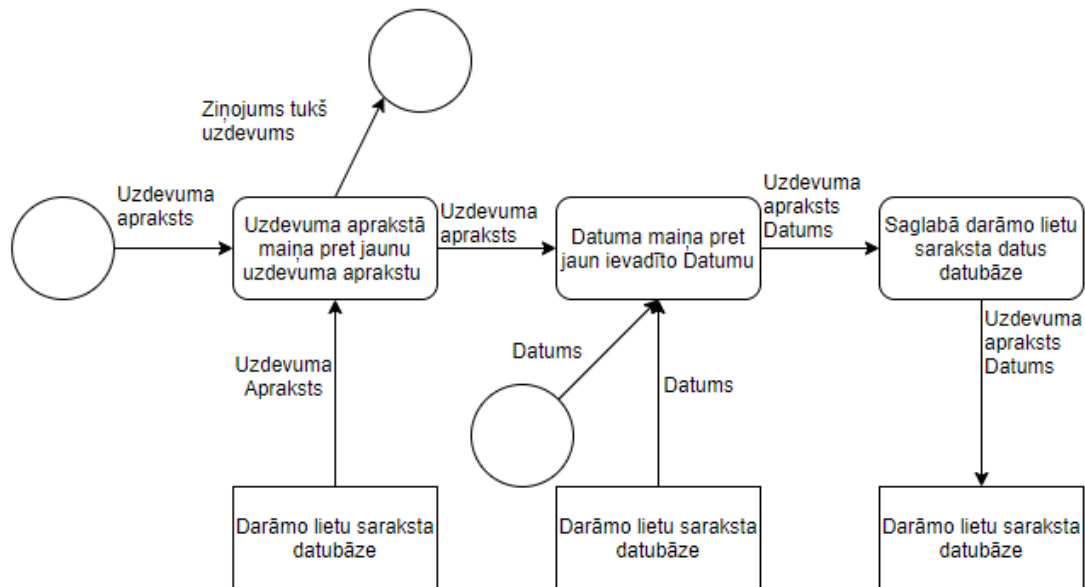 Ziņojums tukš
uzdevums
Uzdevuma
apraksts
Uzdevuma aprakstā
maiņa pret jaunu
uzdevuma aprakstu
Uzdevuma
apraksts
Datuma maiņa pret
jaun ievadīto Datumu
Uzdevuma
apraksts
Datums
Saglabā darāmo lietu
saraksta datus
datubāze
Uzdevuma
Apraksts
Datums
Datums
Uzdevuma
apraksts
Datums
Darāmo lietu saraksta
datubāze
Darāmo lietu saraksta
datubāze
Darāmo lietu saraksta
datubāze